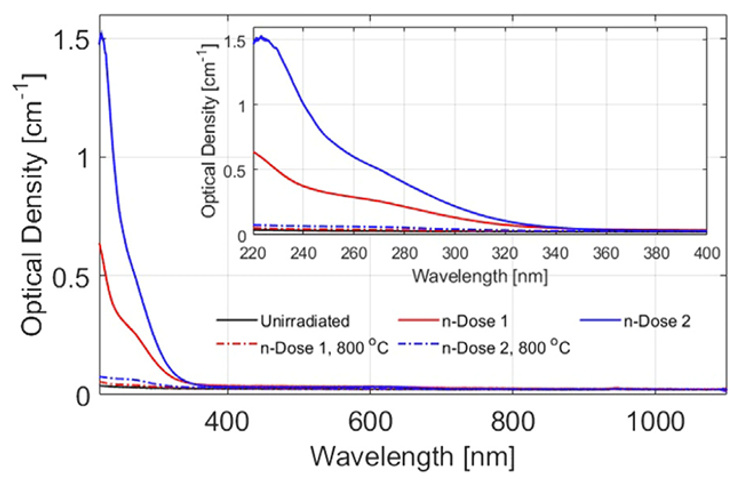 1.5
1
0.5
0
Optical Density [cm-1]
400
600
800
1000
Wavelength [nm]
1.5
1
0.5
0
Optical Density [cm-1]
220
240
260
280
300
320
340
360
380
400
Wavelength [nm]
Unirradiated
n-Dose 1
n-Dose 2
n-Dose 1, 800 °C
n-Dose 2, 800 °C